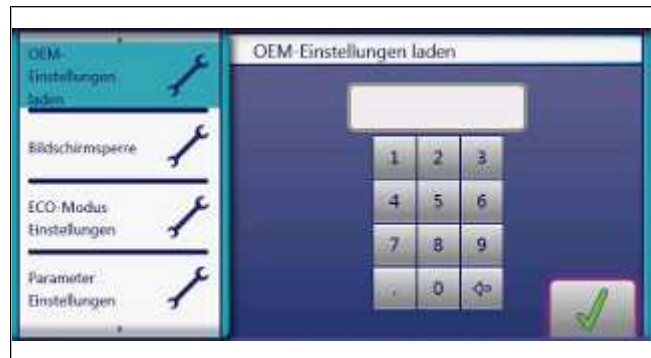 OEM-
Einstellungen
laden
Bildschirmsperre
ECO-Modus
Einstellungen
Parameter
Einstellungen
OEM-Einstellungen laden
1 2 3
4 5 6
7 8 9
. 0